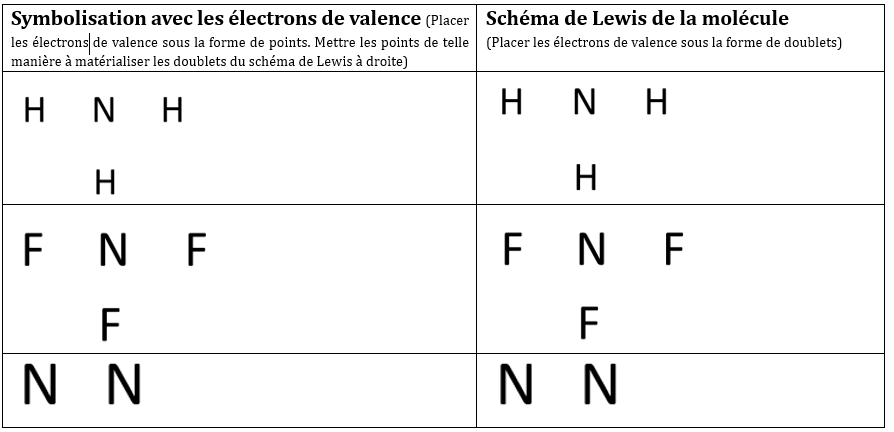 Symbolisation avec les électrons de valence (Placer
les électrons de valence sous la forme de points. Mettre les points de telle
manière à matérialiser les doublets du schéma de Lewis à droite)
Schéma de Lewis de la molécule
(Placer les électrons de valence sous la forme de doublets)
H N H
H
H N H
H
F N F
F
F N F
F
N N
N N